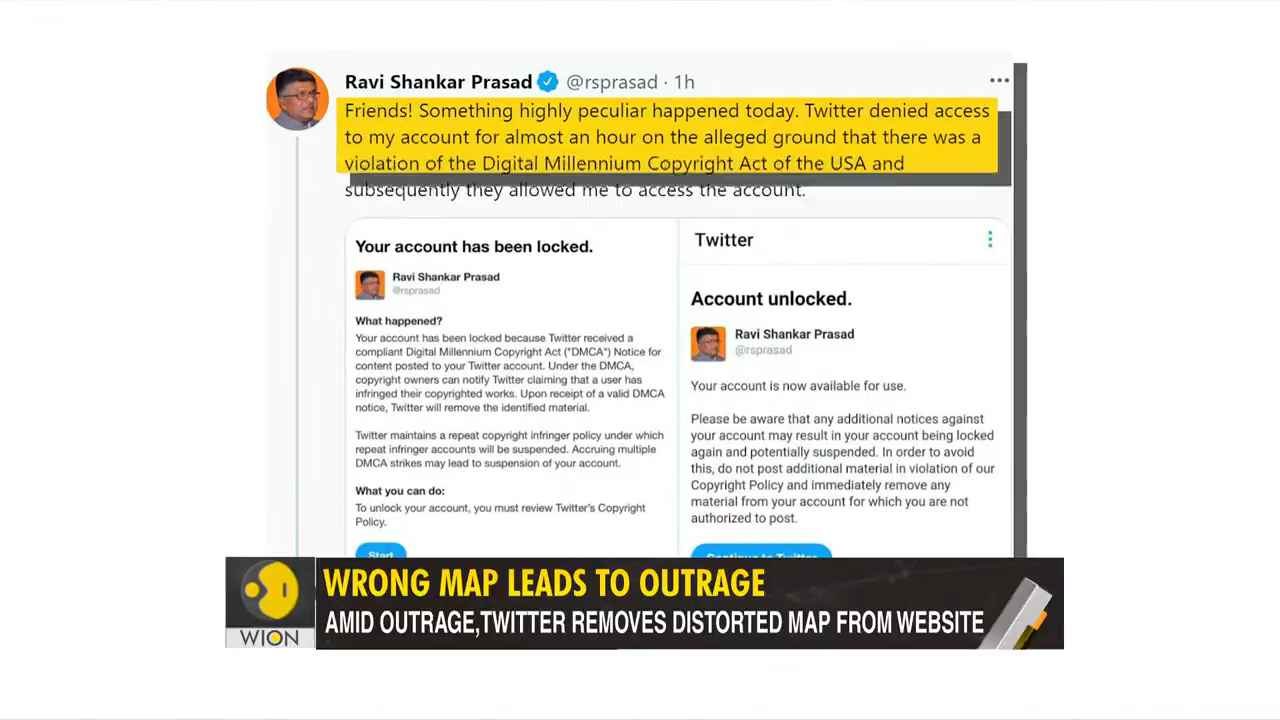 Ravi Shankar Prasad @rsprasad · 1h
Friends! Something highly peculiar happened today. Twitter denied access
to my account for almost an hour on the alleged ground that there was a
violation of the Digital Millennium Copyright Act of the USA and
subsequently they allowed me to access the account.
Your account has been locked.
Ravi Shankar Prasad
@rsprasad
What happened?
Your account has been locked because Twitter received a
compliant Digital Millennium Copyright Act ("DMCA") Notice for
content posted to your Twitter account. Under the DMCA,
copyright owners can notify Twitter claiming that a user has
infringed their copyrighted works. Upon receipt of a valid DMCA
notice, Twitter will remove the identified material.
Twitter maintains a repeat copyright infringer policy under which
repeat infringer accounts will be suspended. Accruing multiple
DMCA strikes may lead to suspension of your account.
What you can do:
To unlock your account, you must review Twitter's Copyright
Policy.
Start
Twitter
Account unlocked.
Ravi Shankar Prasad
@rsprasad
Your account is now available for use.
Please be aware that any additional notices against
your account may result in your account being locked
again and potentially suspended. In order to avoid
this, do not post additional material in violation of our
Copyright Policy and immediately remove any
material from your account for which you are not
authorized to post.
Continue to Twitter
WRONG MAP LEADS TO OUTRAGE
AMID OUTRAGE,TWITTER REMOVES DISTORTED MAP FROM WEBSITE
WION